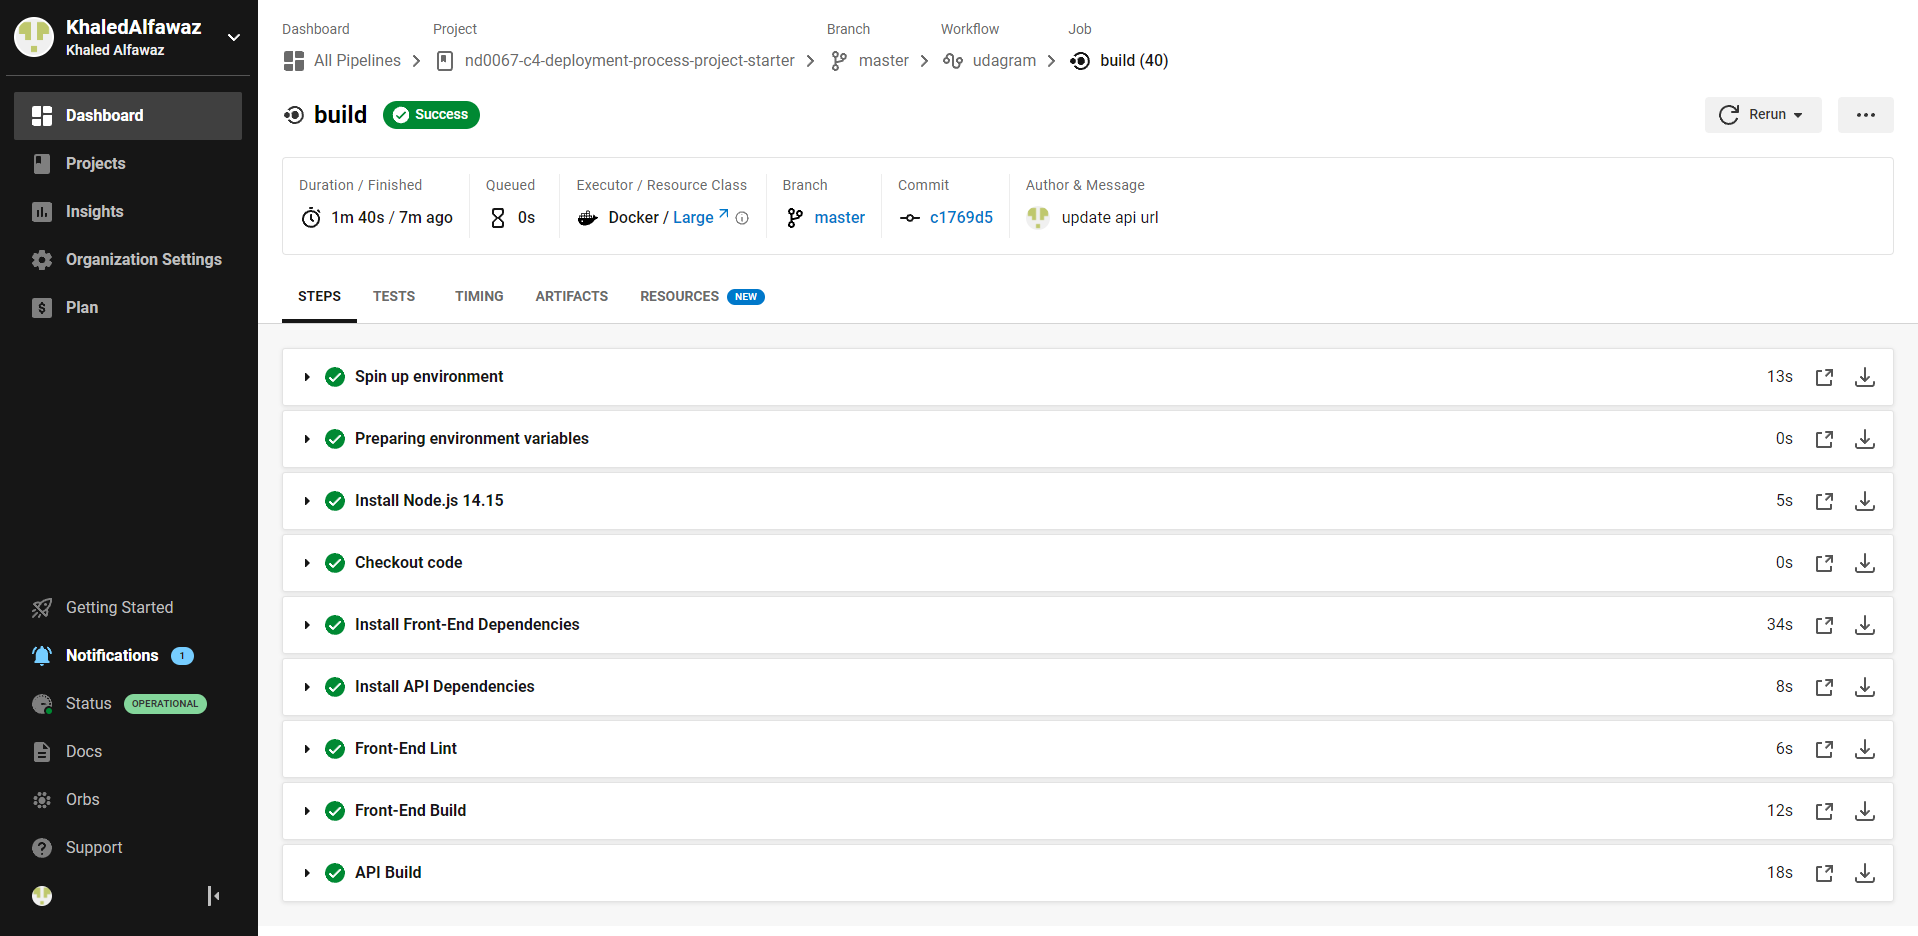 KhaledAlfawaz
Khaled Alfawaz
Dashboard
Projects
Insights
Organization Settings
Plan
Getting Started
Notifications 1
Status OPERATIONAL
Docs
Orbs
Support
Dashboard Project Branch Workflow Job
All Pipelines nd0067-c4-deployment-process-project-starter master udagram build (40)
build Success Rerun
Duration / Finished Queued Executor / Resource Class Branch Commit Author & Message
1m 40s / 7m ago 0s Docker / Large master c1769d5 update api url
STEPS TESTS TIMING ARTIFACTS RESOURCES NEW
Spin up environment 13s
Preparing environment variables 0s
Install Node.js 14.15 5s
Checkout code 0s
Install Front-End Dependencies 34s
Install API Dependencies 8s
Front-End Lint 6s
Front-End Build 12s
API Build 18s